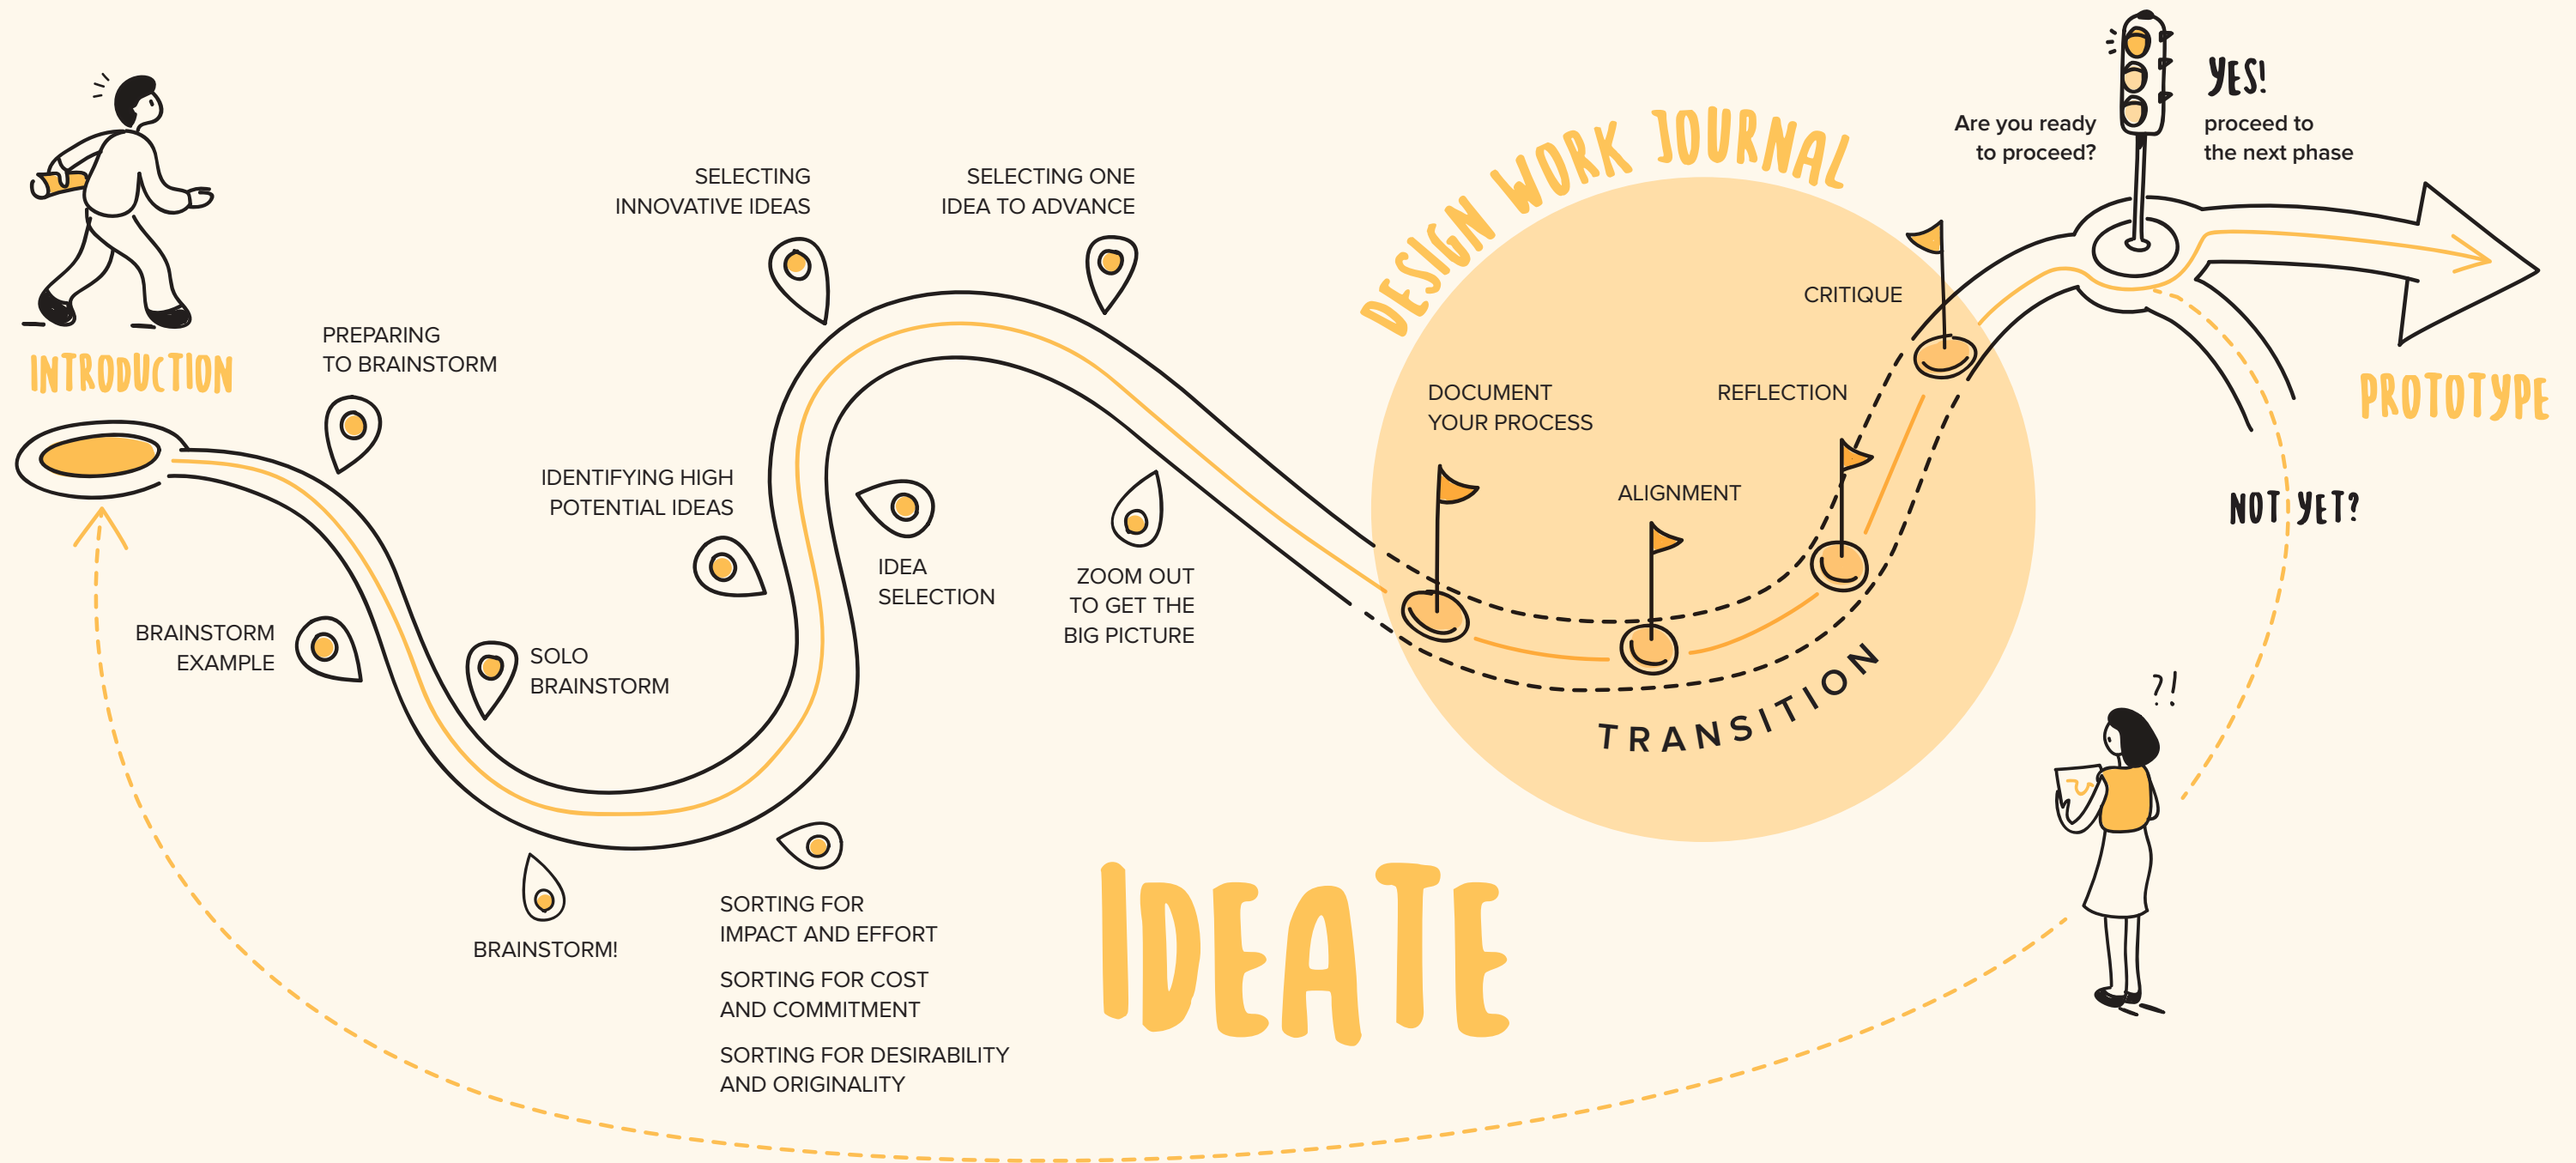 INTRODUCTION
PREPARING
TO BRAINSTORM
BRAINSTORM
EXAMPLE
SOLO
BRAINSTORM
BRAINSTORM!
SORTING FOR
IMPACT AND EFFORT
SORTING FOR COST
AND COMMITMENT
SORTING FOR DESIRABILITY
AND ORIGINALITY
IDEA
SELECTION
IDENTIFYING HIGH
POTENTIAL IDEAS
SELECTING
INNOVATIVE IDEAS
SELECTING ONE
IDEA TO ADVANCE
ZOOM OUT
TO GET THE
BIG PICTURE
DESIGN WORK JOURNAL
DOCUMENT
YOUR PROCESS
ALIGNMENT
REFLECTION
CRITIQUE
TRANSITION
Are you ready
to proceed?
YES!
proceed to
the next phase
PROTOTYPE
NOT YET?
?!
IDEATE